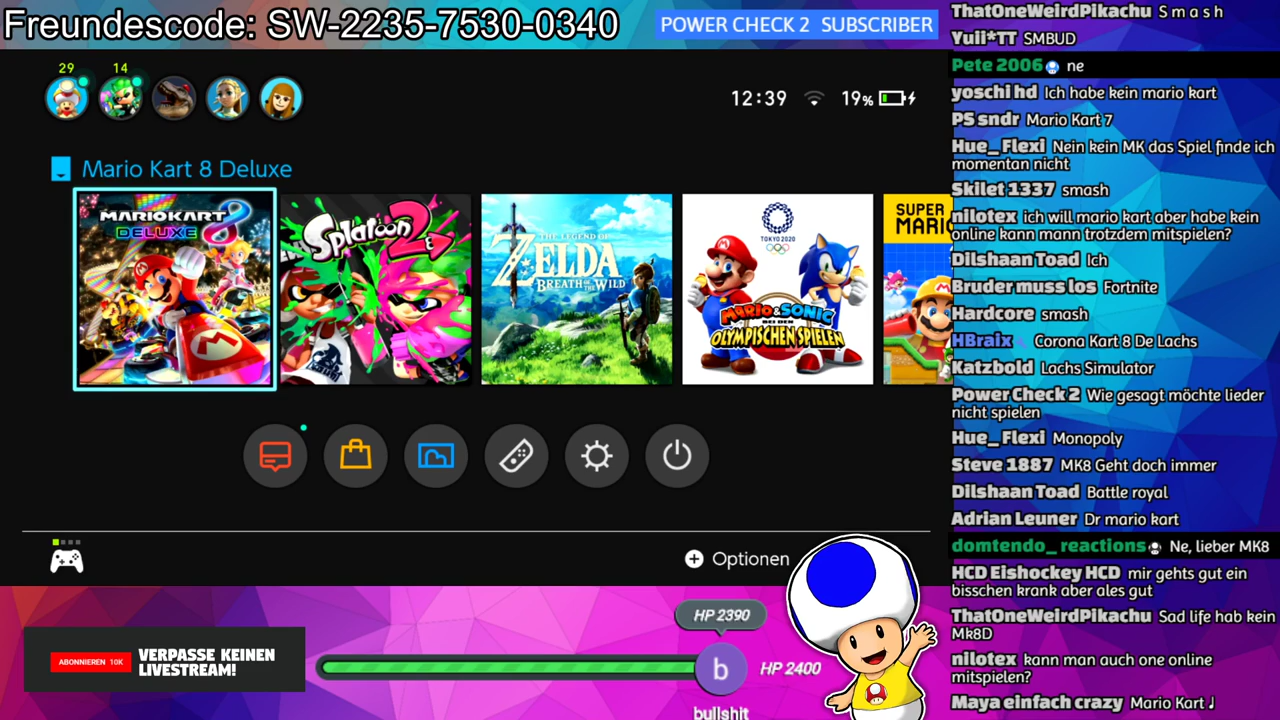 Freundescode: SW-2235-7530-0340
POWER CHECK 2 SUBSCRIBER
29
14
12:39
19%
Mario Kart 8 Deluxe
MARIOKART 8
DELUXE
Splatoon 2
THE LEGEND OF
ZELDA
BREATH OF THE WILD
TOKYO 2020
MARIO & SONIC
BEI DEN
OLYMPISCHEN SPIELEN
SUPER
MARIO
Optionen
ABONNIEREN 10K
VERPASSE KEINEN
LIVESTREAM!
HP 2390
b
HP 2400
bullshit
ThatOneWeirdPikachu S m a s h
Yuii*TT SMBUD
Pete 2006 ne
yoschi hd Ich habe kein mario kart
PS sndr Mario Kart 7
Hue_Flexi Nein kein MK das Spiel finde ich
momentan nicht
Skilet 1337 smash
nilotex ich will mario kart aber habe kein
online kann mann trotzdem mitspielen?
Dilshaan Toad Ich
Bruder muss los Fortnite
Hardcore smash
HBraix Corona Kart 8 De Lachs
Katzbold Lachs Simulator
Power Check 2 Wie gesagt möchte lieder
nicht spielen
Hue_Flexi Monopoly
Steve 1887 MK8 Geht doch immer
Dilshaan Toad Battle royal
Adrian Leuner Dr mario kart
domtendo_reactions Ne, lieber MK8
HCD Eishockey HCD mir gehts gut ein
bisschen krank aber ales gut
ThatOneWeirdPikachu Sad life hab kein
Mk8D
nilotex kann man auch one online
mitspielen?
Maya einfach crazy Mario Kart ♩